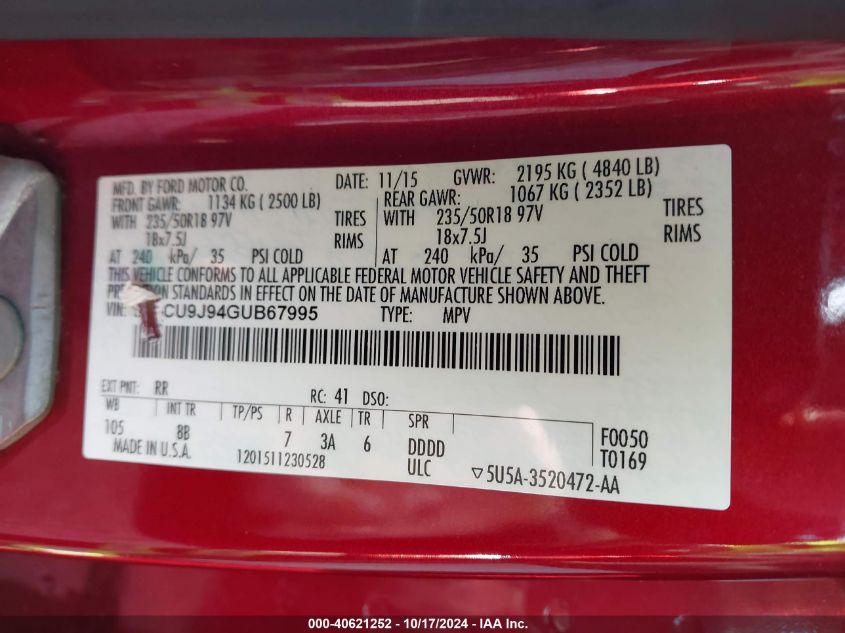 MFD. BY FORD MOTOR CO. DATE: 11/15 GVWR: 2195 KG ( 4840 LB)
FRONT GAWR: 1134 KG ( 2500 LB) REAR GAWR: 1067 KG ( 2352 LB)
WITH 235/50R18 97V TIRES WITH 235/50R18 97V TIRES
18x7.5J RIMS 18x7.5J RIMS
AT 240 kPa/ 35 PSI COLD AT 240 kPa/ 35 PSI COLD
THIS VEHICLE CONFORMS TO ALL APPLICABLE FEDERAL MOTOR VEHICLE SAFETY AND THEFT
STANDARDS IN EFFECT ON THE DATE OF MANUFACTURE SHOWN ABOVE.
VIN: CU9J94GUB67995 TYPE: MPV
EXT PNT: RR RC: 41 DSO:
WB INT TR TP/PS R AXLE TR SPR
105 8B 7 3A 6 DDDD F0050
MADE IN U.S.A. 1201511230528 ULC T0169
▽5U5A-3520472-AA
000-40621252 - 10/17/2024 - IAA Inc.